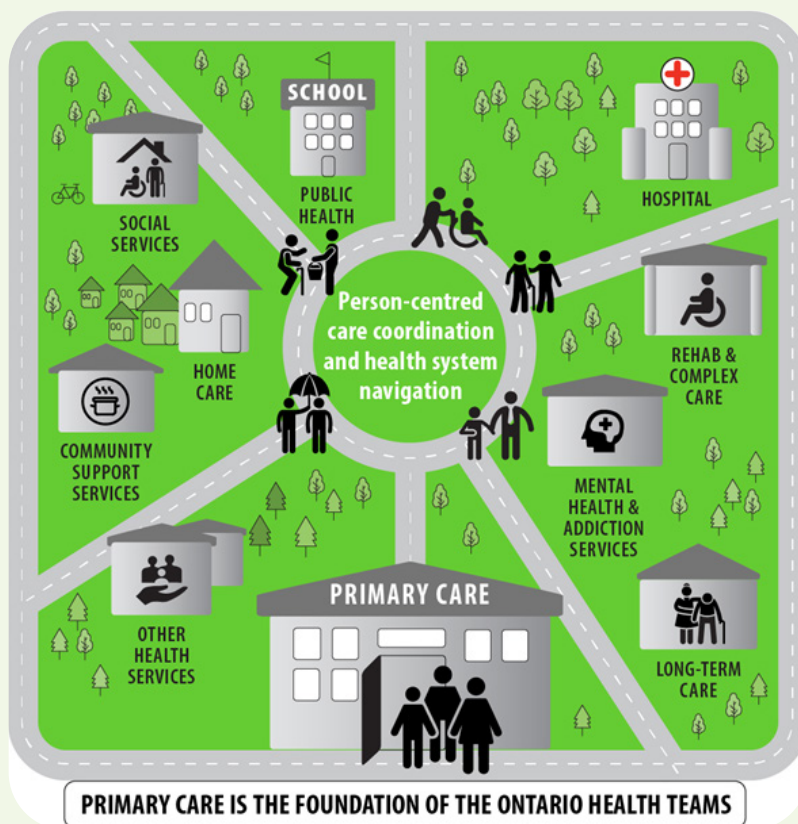 SCHOOL
PUBLIC
HEALTH
SOCIAL
SERVICES
HOSPITAL
Person-centred
care coordination
and health system
navigation
HOME
CARE
REHAB &
COMPLEX
CARE
COMMUNITY
SUPPORT
SERVICES
MENTAL
HEALTH &
ADDICTION
SERVICES
OTHER
HEALTH
SERVICES
PRIMARY CARE
LONG-TERM
CARE
PRIMARY CARE IS THE FOUNDATION OF THE ONTARIO HEALTH TEAMS